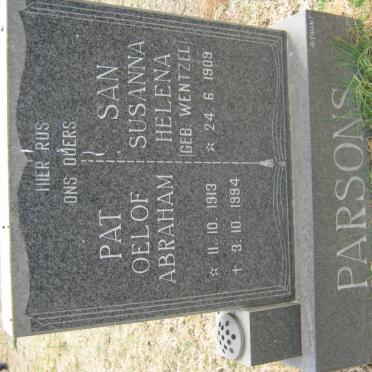 HIER RUS
ONS OUERS
PAT
OELOF
ABRAHAM
☆ 11. 10. 1913
+ 3. 10. 1994
SAN
SUSANNA
HELENA
(GEB. WENTZEL)
☆ 24. 6. 1909
PARSONS